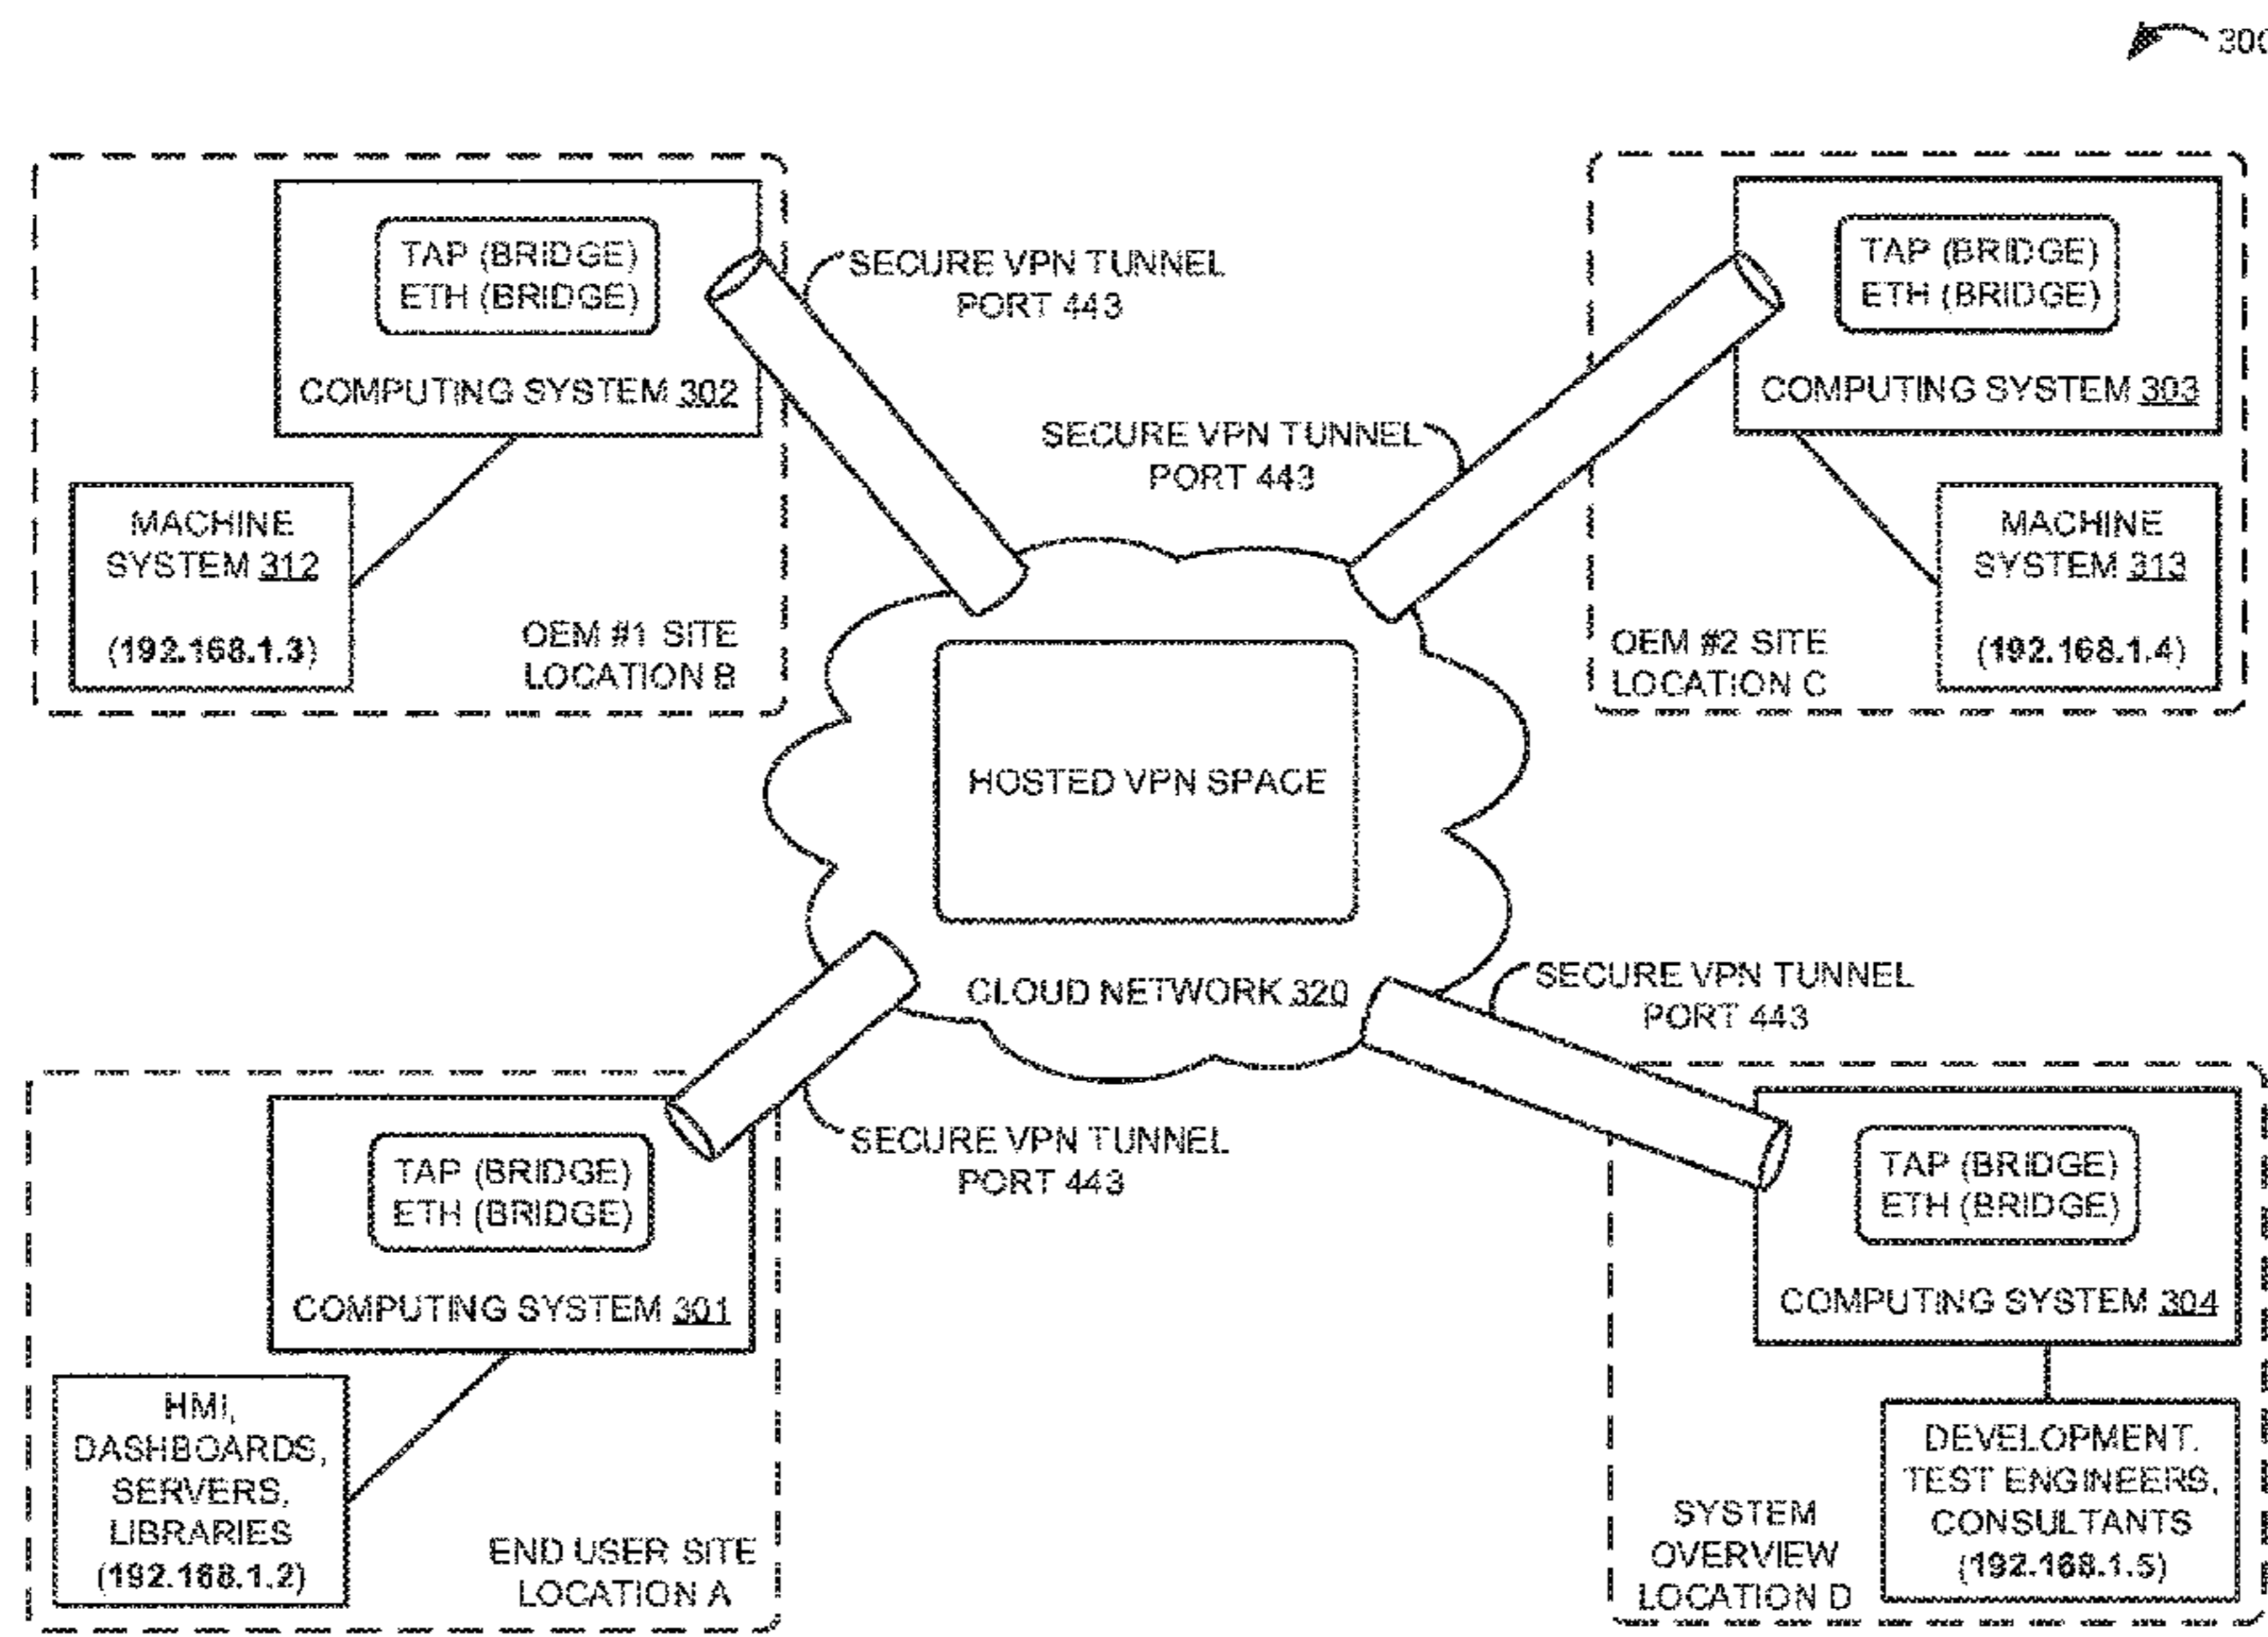 TAP (BRIDGE)
ETH (BRIDGE)
COMPUTING SYSTEM 302
MACHINE
SYSTEM 312
(192.168.1.3)
OEM #1 SITE
LOCATION B
SECURE VPN TUNNEL
PORT 443
SECURE VPN TUNNEL
PORT 443
TAP (BRIDGE)
ETH (BRIDGE)
COMPUTING SYSTEM 303
MACHINE
SYSTEM 313
(192.168.1.4)
OEM #2 SITE
LOCATION C
HOSTED VPN SPACE
CLOUD NETWORK 320
SECURE VPN TUNNEL
PORT 443
SECURE VPN TUNNEL
PORT 443
TAP (BRIDGE)
ETH (BRIDGE)
COMPUTING SYSTEM 301
HMI,
DASHBOARDS,
SERVERS,
LIBRARIES
(192.168.1.2)
END USER SITE
LOCATION A
TAP (BRIDGE)
ETH (BRIDGE)
COMPUTING SYSTEM 304
DEVELOPMENT,
TEST ENGINEERS,
CONSULTANTS
(192.168.1.5)
SYSTEM
OVERVIEW
LOCATION D